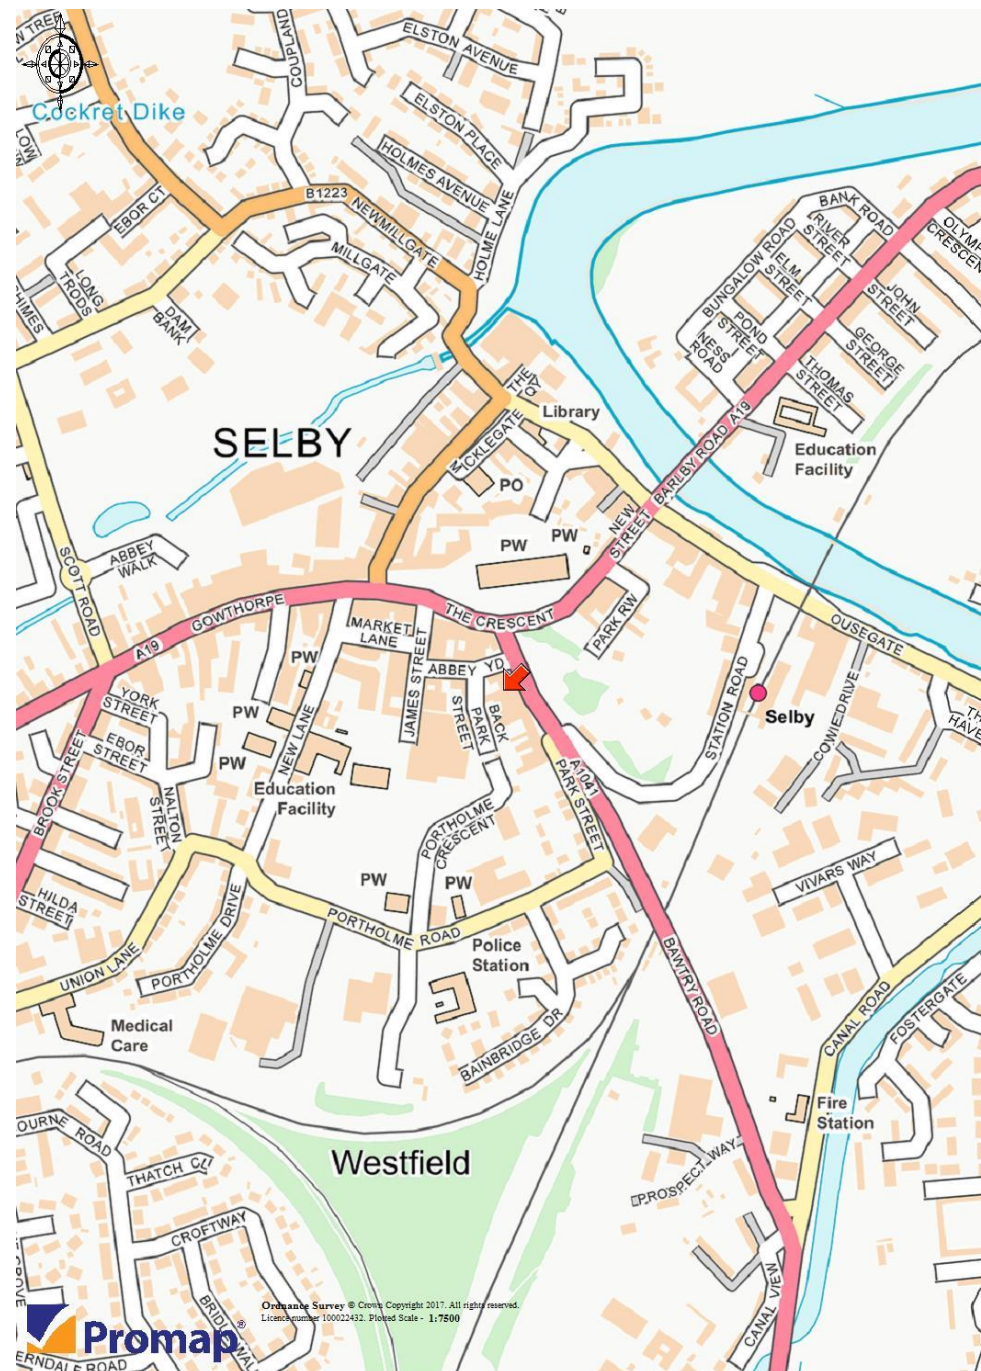 W TREE
COUPLAND
ELSTON AVENUE
Cockret Dike
ELSTON PLACE
HOLMES AVENUE
HOLME LANE
EBOR CT
B1223
NEWMILLGATE
MILLGATE
LONG
TRODS
DAM
BANK
BANK ROAD
RIVER
STREET
ELM
STREET
BUNGALOW ROAD
POND
STREET
NESS
ROAD
CRESCENT
JOHN
STREET
GEORGE
STREET
THOMAS
STREET
THE
QY
MICKLEGATE
Library
SELBY
PO
BARLBY ROAD A19
Education
Facility
NEW
STREET
PW
PW
SCOTT ROAD
ABBEY
WALK
A19
GOWTHORPE
THE CRESCENT
MARKET
LANE
JAMES STREET
ABBEY YD
BACK
PARK
STREET
PARK RW
OUSEGATE
STATION ROAD
Selby
COWIE DRIVE
PW
PW
PW
YORK
STREET
EBOR
STREET
BROOK STREET
NALTON
STREET
NEW LANE
Education
Facility
A1041
PARK STREET
PORTHOLME
CRESCENT
PW
PW
HILDA
STREET
UNION LANE
PORTHOLME DRIVE
PORTHOLME ROAD
Police
Station
VIVARS WAY
BAWTRY ROAD
CANAL ROAD
FOSTERGATE
Medical
Care
BAINBRIDGE DR
Fire
Station
OURNE ROAD
THATCH CL
Westfield
PROSPECT WAY
CROFTWAY
CANAL VIEW
Ordnance Survey © Crown Copyright 2017. All rights reserved.
Licence number 100022432. Plotted Scale - 1:7500
Promap®
ERNDALE ROAD